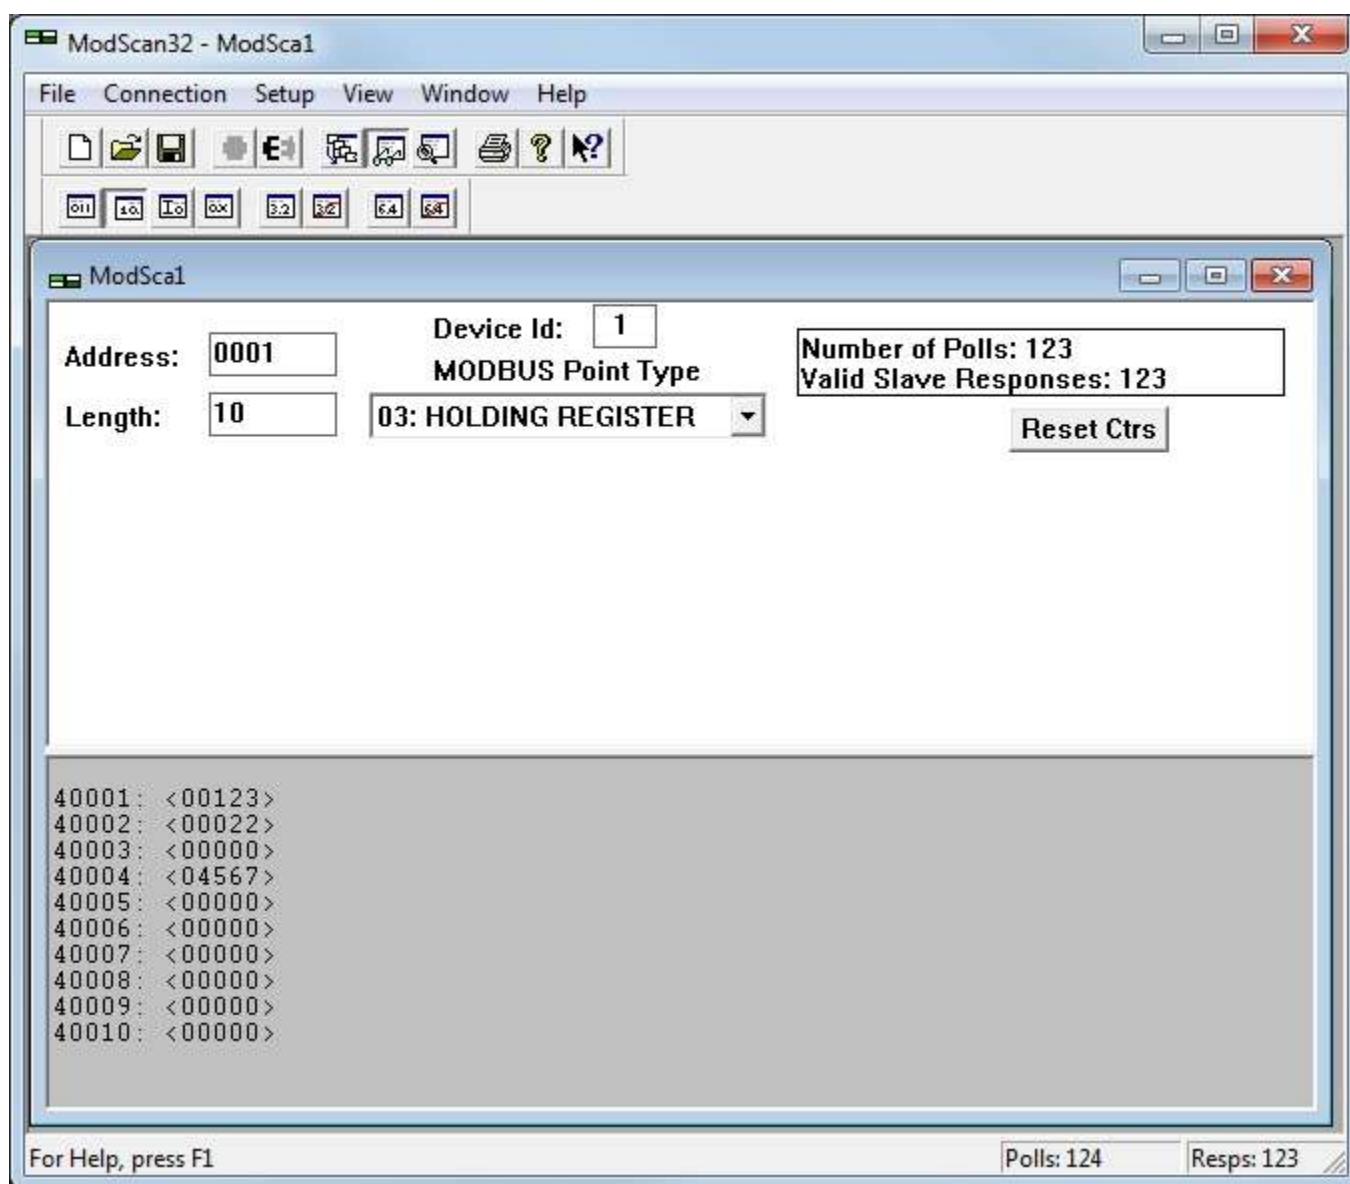 ModScan32 - ModSca1
File Connection Setup View Window Help
ModSca1
Address: 0001
Device Id: 1
MODBUS Point Type
Length: 10
03: HOLDING REGISTER
Number of Polls: 123
Valid Slave Responses: 123
Reset Ctrs
40001: <00123>
40002: <00022>
40003: <00000>
40004: <04567>
40005: <00000>
40006: <00000>
40007: <00000>
40008: <00000>
40009: <00000>
40010: <00000>
For Help, press F1
Polls: 124
Resps: 123